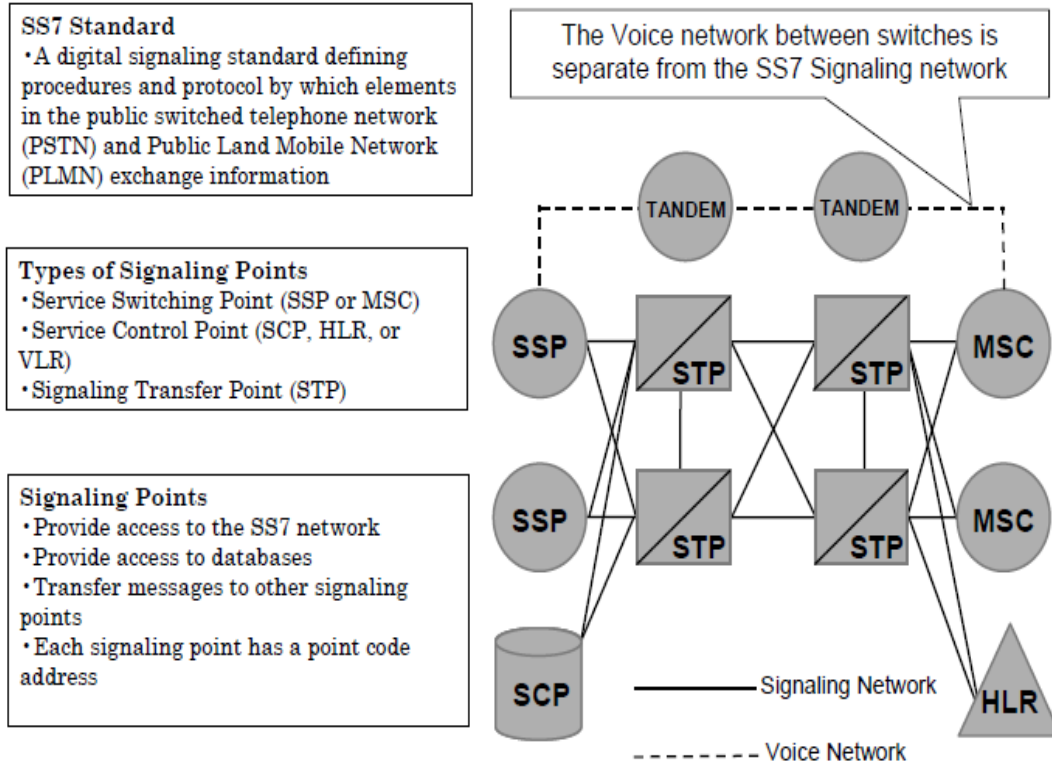 SS7 Standard
·A digital signaling standard defining
procedures and protocol by which elements
in the public switched telephone network
(PSTN) and Public Land Mobile Network
(PLMN) exchange information
Types of Signaling Points
·Service Switching Point (SSP or MSC)
·Service Control Point (SCP, HLR, or
VLR)
·Signaling Transfer Point (STP)
Signaling Points
·Provide access to the SS7 network
·Provide access to databases
·Transfer messages to other signaling
points
·Each signaling point has a point code
address
The Voice network between switches is
separate from the SS7 Signaling network
TANDEM
TANDEM
SSP
STP
STP
MSC
SSP
STP
STP
MSC
SCP
HLR
Signaling Network
Voice Network